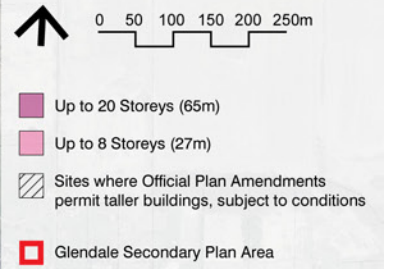 0 50 100 150 200 250m
Up to 20 Storeys (65m)
Up to 8 Storeys (27m)
Sites where Official Plan Amendments
permit taller buildings, subject to conditions
Glendale Secondary Plan Area